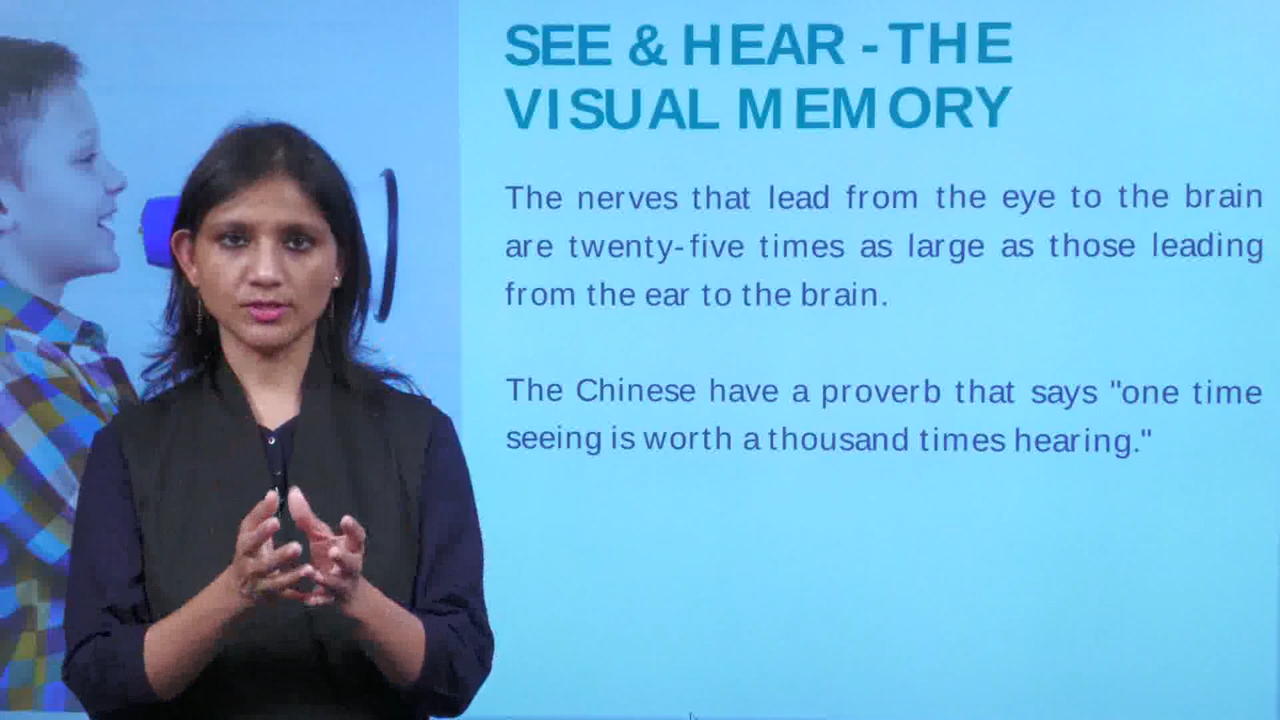 SEE & HEAR - THE
VISUAL MEMORY
The nerves that lead from the eye to the brain
are twenty-five times as large as those leading
from the ear to the brain.
The Chinese have a proverb that says "one time
seeing is worth a thousand times hearing."